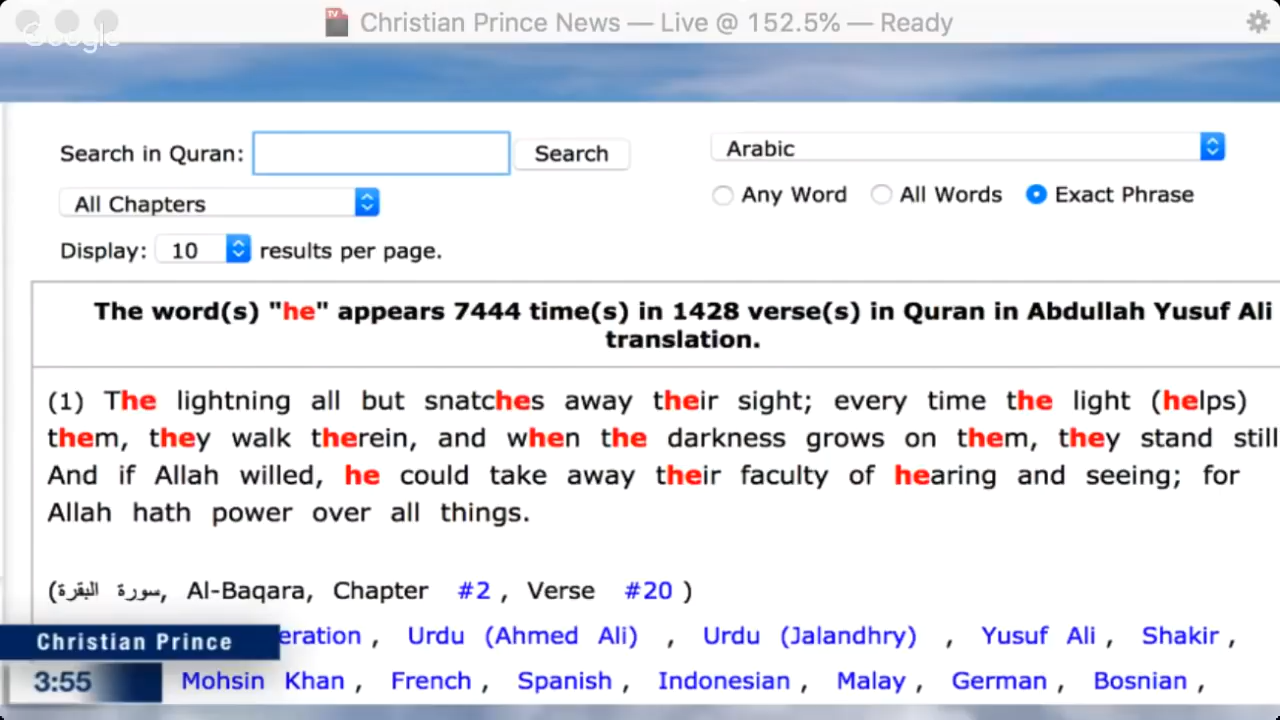 Google
Christian Prince News — Live @ 152.5% — Ready
Search in Quran: Search Arabic
Any Word All Words Exact Phrase
All Chapters
Display: 10 results per page.
The word(s) "he" appears 7444 time(s) in 1428 verse(s) in Quran in Abdullah Yusuf Ali
translation.
(1) The lightning all but snatches away their sight; every time the light (helps)
them, they walk therein, and when the darkness grows on them, they stand still
And if Allah willed, he could take away their faculty of hearing and seeing; for
Allah hath power over all things.
(سورة البقرة, Al-Baqara, Chapter #2 , Verse #20 )
Christian Prince
eration , Urdu (Ahmed Ali) , Urdu (Jalandhry) , Yusuf Ali , Shakir ,
3:55
Mohsin Khan , French , Spanish , Indonesian , Malay , German , Bosnian ,